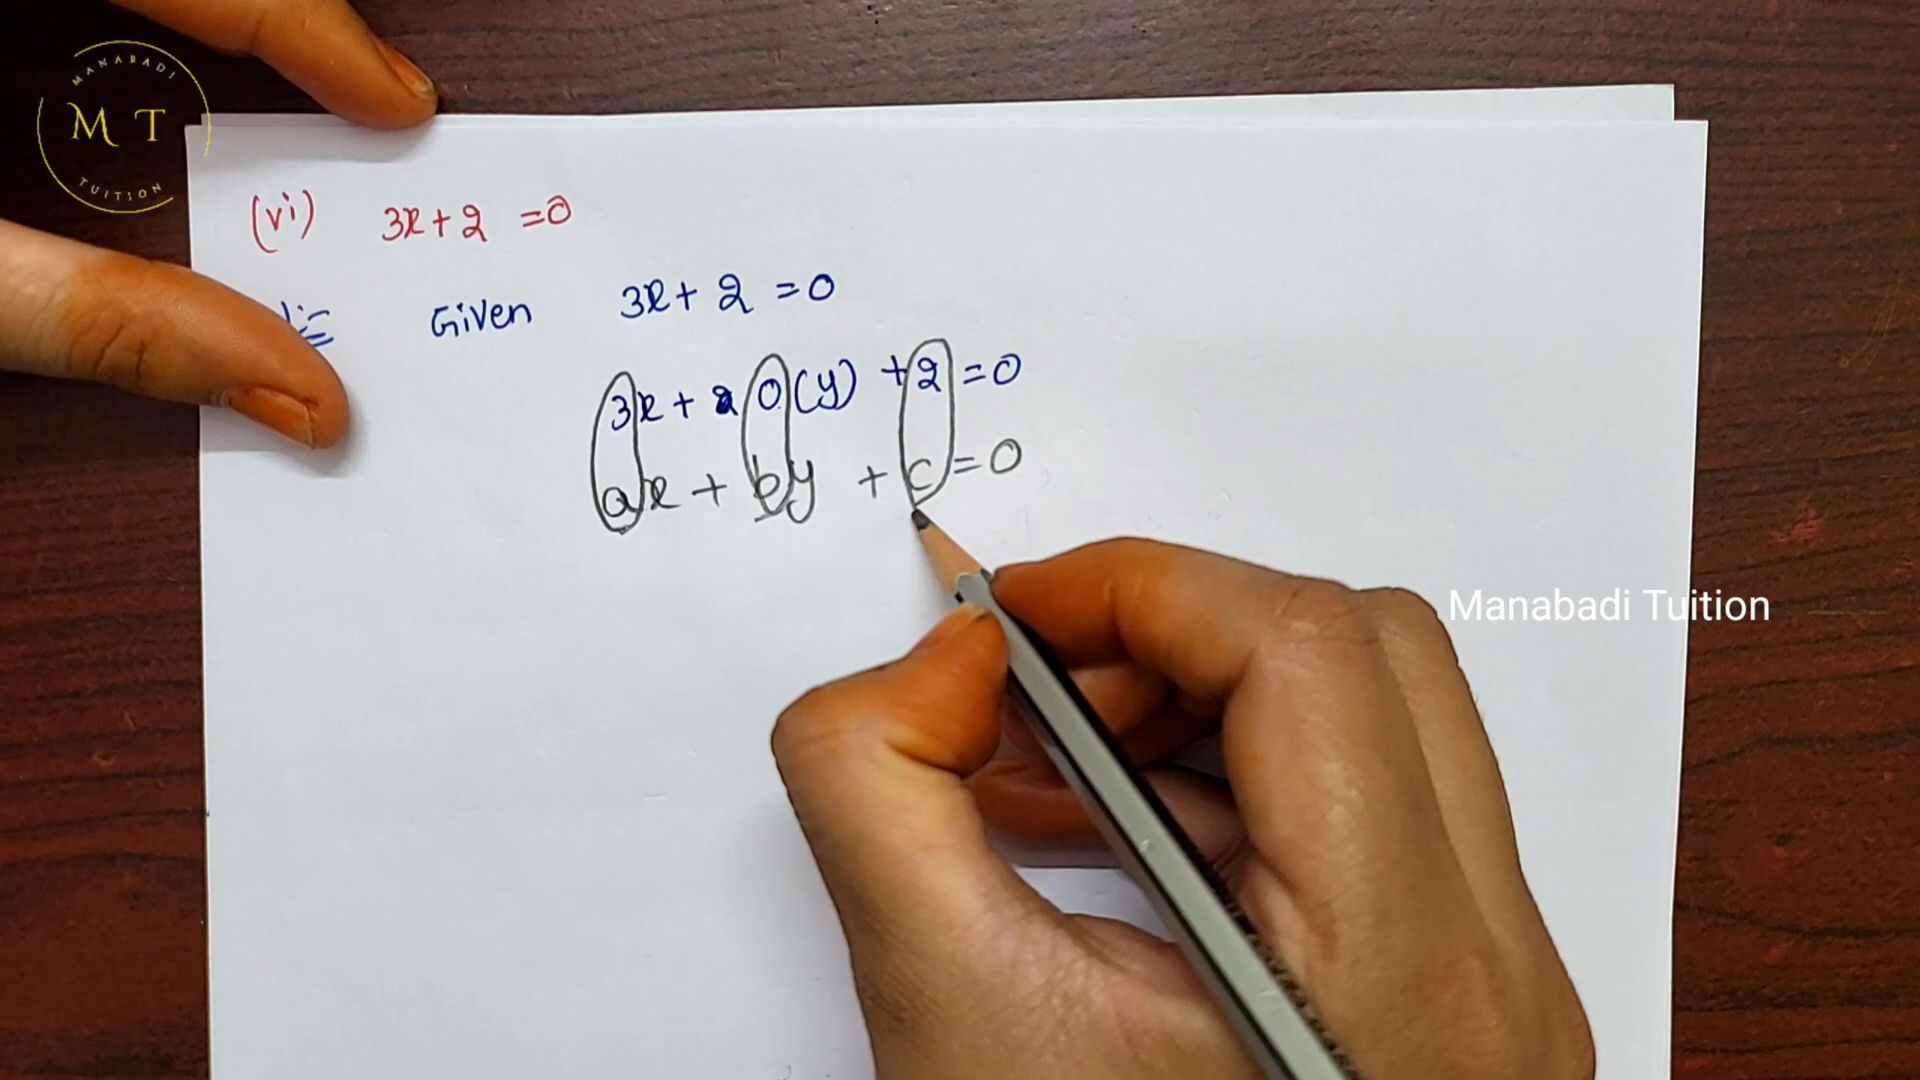 MANABADI
M T
TUITION
(vi) 3x+2 =0
Given 3x+2 =0
3x+ 0(y) +2 =0
ax + by + c =0
Manabadi Tuition